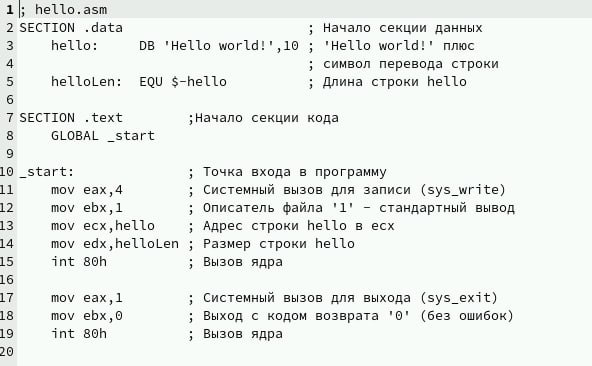 1 ; hello.asm
2 SECTION .data ; Начало секции данных
3 hello: DB 'Hello world!',10 ; 'Hello world!' плюс
4 ; символ перевода строки
5 helloLen: EQU $-hello ; Длина строки hello
6
7 SECTION .text ;Начало секции кода
8 GLOBAL _start
9
10 _start: ; Точка входа в программу
11 mov eax,4 ; Системный вызов для записи (sys_write)
12 mov ebx,1 ; Описатель файла '1' - стандартный вывод
13 mov ecx,hello ; Адрес строки hello в ecx
14 mov edx,helloLen ; Размер строки hello
15 int 80h ; Вызов ядра
16
17 mov eax,1 ; Системный вызов для выхода (sys_exit)
18 mov ebx,0 ; Выход с кодом возврата '0' (без ошибок)
19 int 80h ; Вызов ядра
20